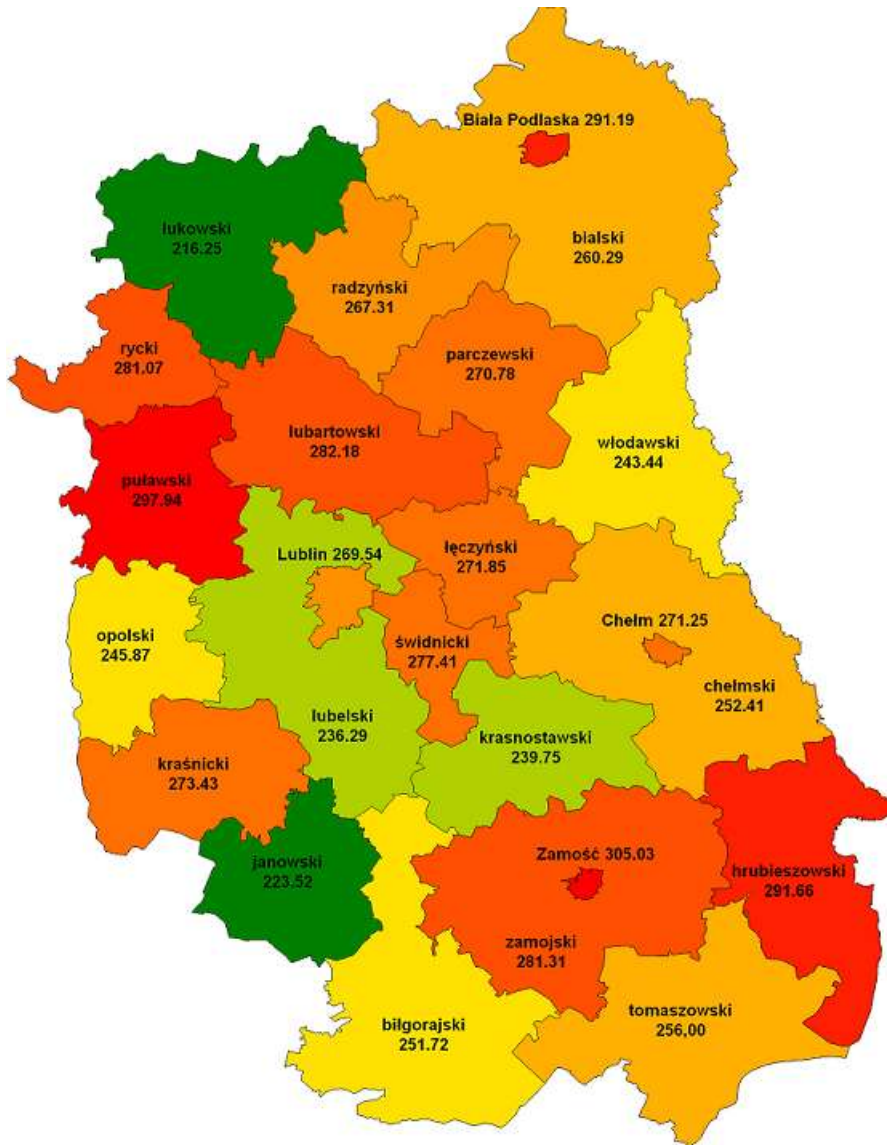 Biała Podlaska 291.19
łukowski
216.25
bialski
260.29
radzyński
267.31
rycki
281.07
parczewski
270.78
lubartowski
282.18
włodawski
243.44
puławski
297.94
Lublin 269.54
łęczyński
271.85
opolski
245.87
świdnicki
277.41
Chełm 271.25
chełmski
252.41
lubelski
236.29
krasnostawski
239.75
kraśnicki
273.43
janowski
223.52
Zamość 305.03
hrubieszowski
291.66
zamojski
281.31
tomaszowski
256,00
biłgorajski
251.72